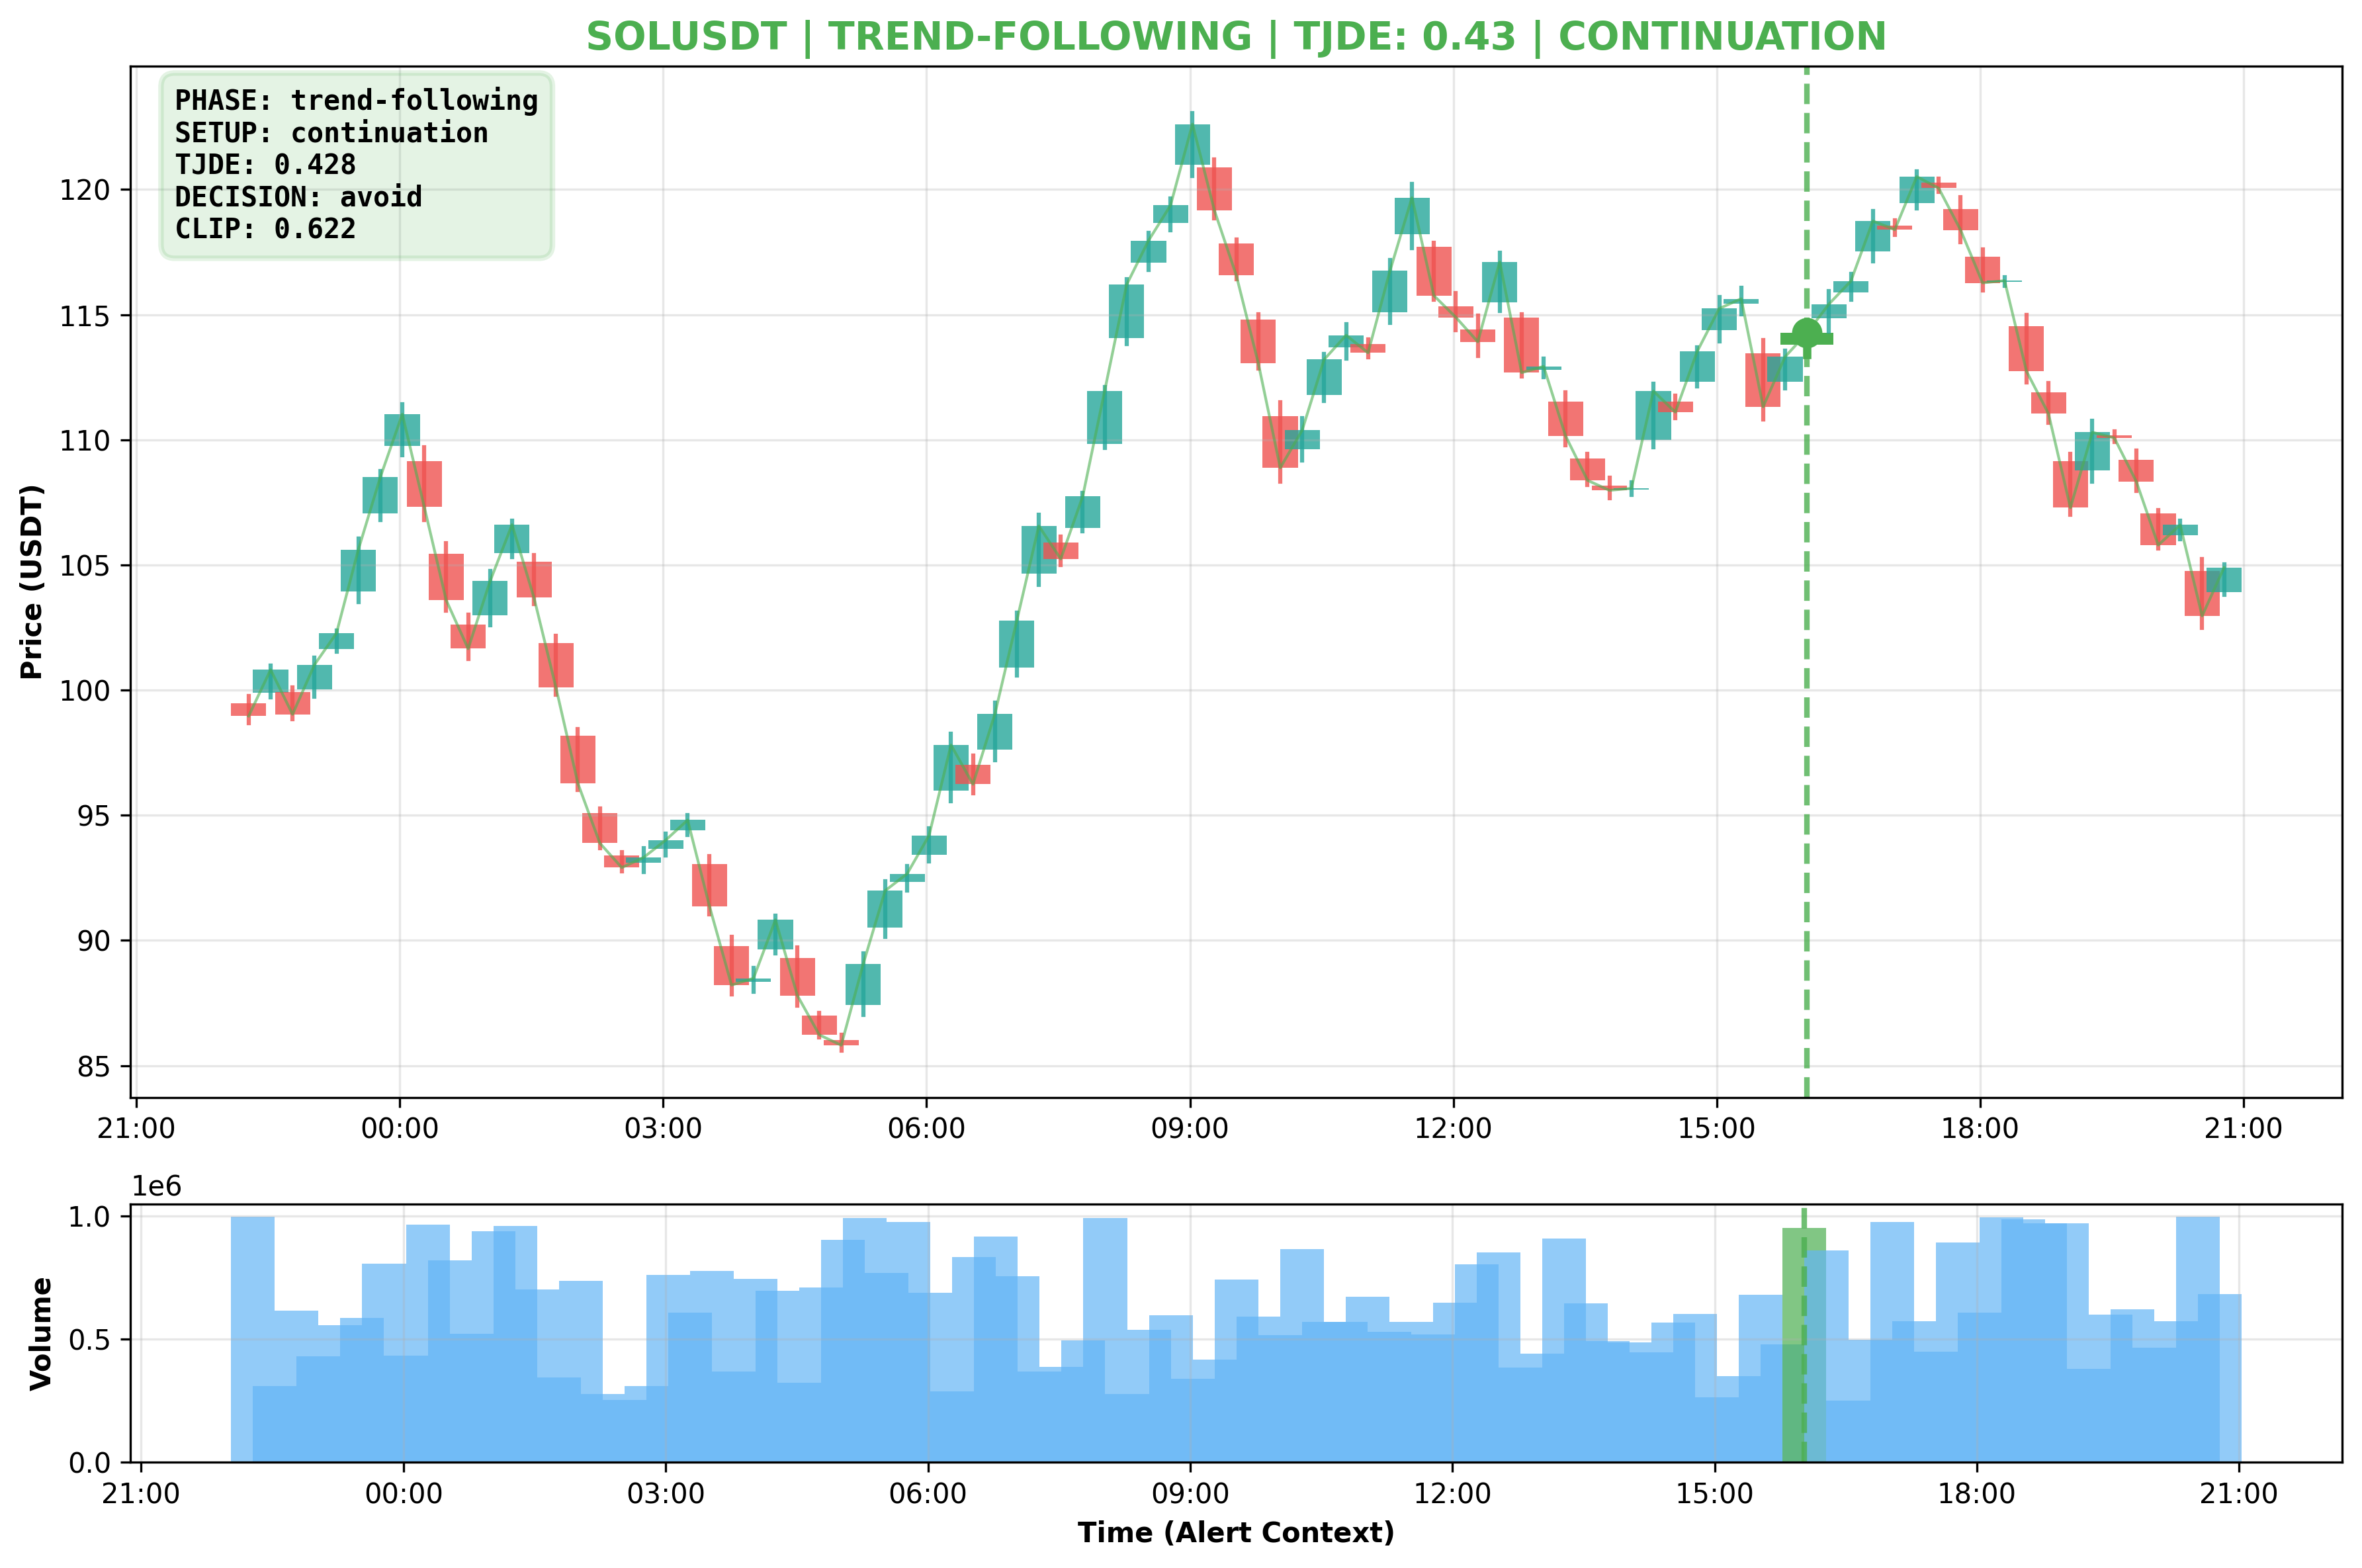 SOLUSDT | TREND-FOLLOWING | TJDE: 0.43 | CONTINUATION
PHASE: trend-following
SETUP: continuation
TJDE: 0.428
DECISION: avoid
CLIP: 0.622
Price (USDT)
120
115
110
105
100
95
90
85
21:00 00:00 03:00 06:00 09:00 12:00 15:00 18:00 21:00
1e6
Volume
1.0
0.5
0.0
21:00 00:00 03:00 06:00 09:00 12:00 15:00 18:00 21:00
Time (Alert Context)